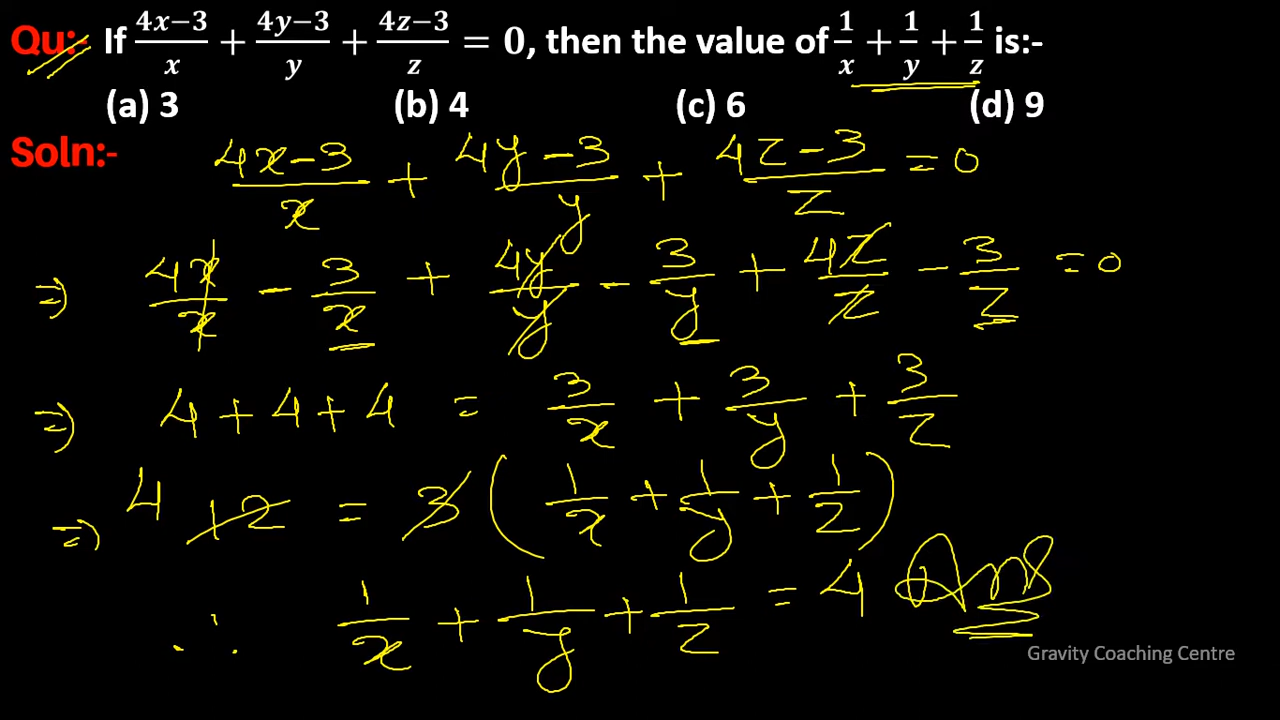 Qu:- If (4x−3)/x + (4y−3)/y + (4z−3)/z = 0, then the value of 1/x + 1/y + 1/z is:-
(a) 3 (b) 4 (c) 6 (d) 9
Soln:- (4x−3)/x + (4y−3)/y + (4z−3)/z = 0
⇒ 4x/x − 3/x + 4y/y − 3/y + 4z/z − 3/z = 0
⇒ 4 + 4 + 4 = 3/x + 3/y + 3/z
⇒ 4 12 = 3 (1/x + 1/y + 1/z)
∴ 1/x + 1/y + 1/z = 4 Ans
Gravity Coaching Centre